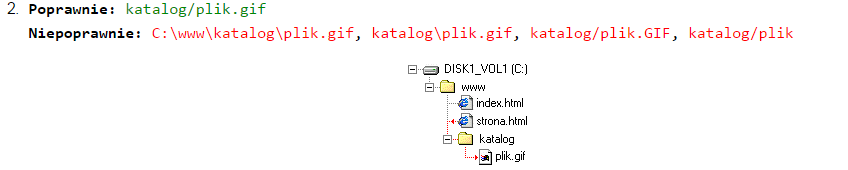 2. Poprawnie: katalog/plik.gif
Niepoprawnie: C:\www\katalog\plik.gif, katalog\plik.gif, katalog/plik.GIF, katalog/plik
DISK1_VOL1 (C:)
www
index.html
strona.html
katalog
plik.gif